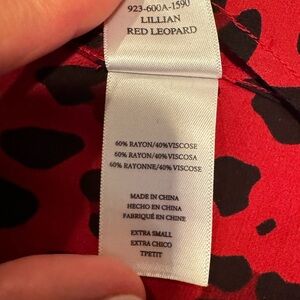 923-600A-1590
LILLIAN
RED LEOPARD
60% RAYON/40%VISCOSE
60% RAYON/40%VISCOSA
60% RAYONNE/40%VISCOSE
MADE IN CHINA
HECHO EN CHINA
FABRIQUÉ EN CHINE
EXTRA SMALL
EXTRA CHICO
TPETIT